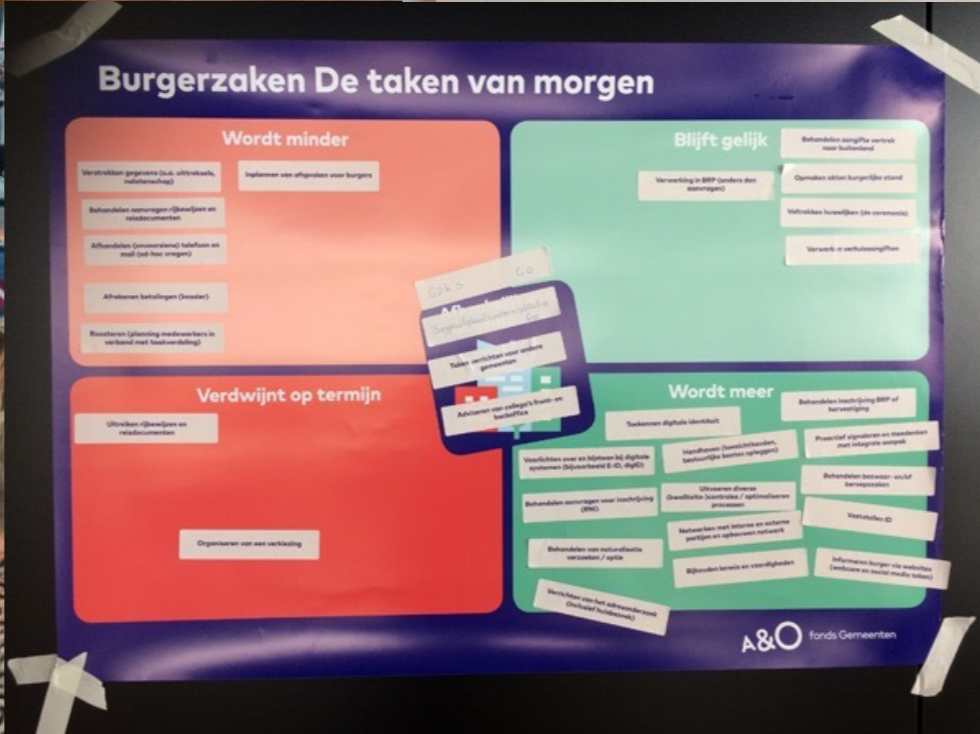 Burgerzaken De taken van morgen
Wordt minder
Verstrekken gegevens (o.a. uittreksels,
nalatenschap)
Inplannen van afspraken voor burgers
Behandelen aanvragen rijbewijzen en
reisdocumenten
Afhandelen (onvoorziene) telefoon en
mail (ad-hoc vragen)
Afrekenen betalingen (kassier)
Roosteren (planning medewerkers in
verband met taakverdeling)
Blijft gelijk
Behandelen aangifte vertrek
naar buitenland
Verwerking in BRP (anders dan
aanvragen)
Opmaken akten burgerlijke stand
Voltrekken huwelijken (de ceremonie)
Verwerken verhuisaangiften
Taken verrichten voor andere
gemeenten
Adviseren van collega's front- en
backoffice
Verdwijnt op termijn
Uitreiken rijbewijzen en
reisdocumenten
Organiseren van een verkiezing
Wordt meer
Behandelen inschrijving BRP of
hervestiging
Toekennen digitale identiteit
Voorlichten over en bijstaan bij digitale
systemen (bijvoorbeeld E-ID, digiD)
Handhaven (toezichthouden,
bestuurlijke boetes opleggen)
Proactief signaleren en meedenken
met integrale aanpak
Behandelen aanvragen voor inschrijving
(RNI)
Uitvoeren diverse
(kwaliteits-)controles / optimaliseren
processen
Behandelen bezwaar- en/of
beroepszaken
Netwerken met interne en externe
partijen en opbouwen netwerk
Vaststellen ID
Behandelen van naturalisatie
verzoeken / optie
Bijhouden kennis en vaardigheden
Informeren burger via websites
(webcare en social media taken)
Verrichten van het adresonderzoek
(inclusief huisbezoek)
A&O fonds Gemeenten